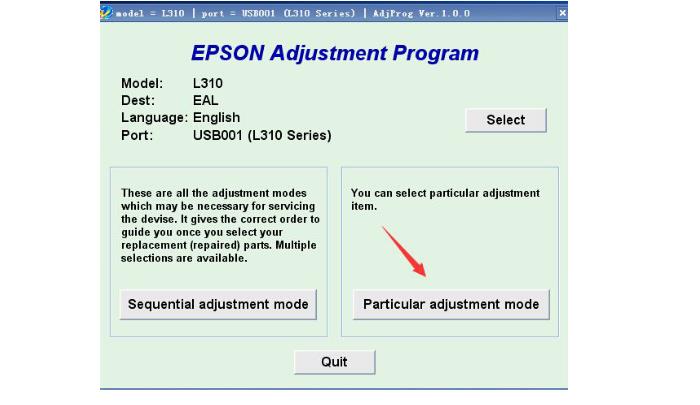 model = L310 | port = USB001 (L310 Series) | AdjProg Ver.1.0.0
EPSON Adjustment Program
Model: L310
Dest: EAL
Language: English
Port: USB001 (L310 Series)
Select
These are all the adjustment modes
which may be necessary for servicing
the devise. It gives the correct order to
guide you once you select your
replacement (repaired) parts. Multiple
selections are available.
Sequential adjustment mode
You can select particular adjustment
item.
Particular adjustment mode
Quit